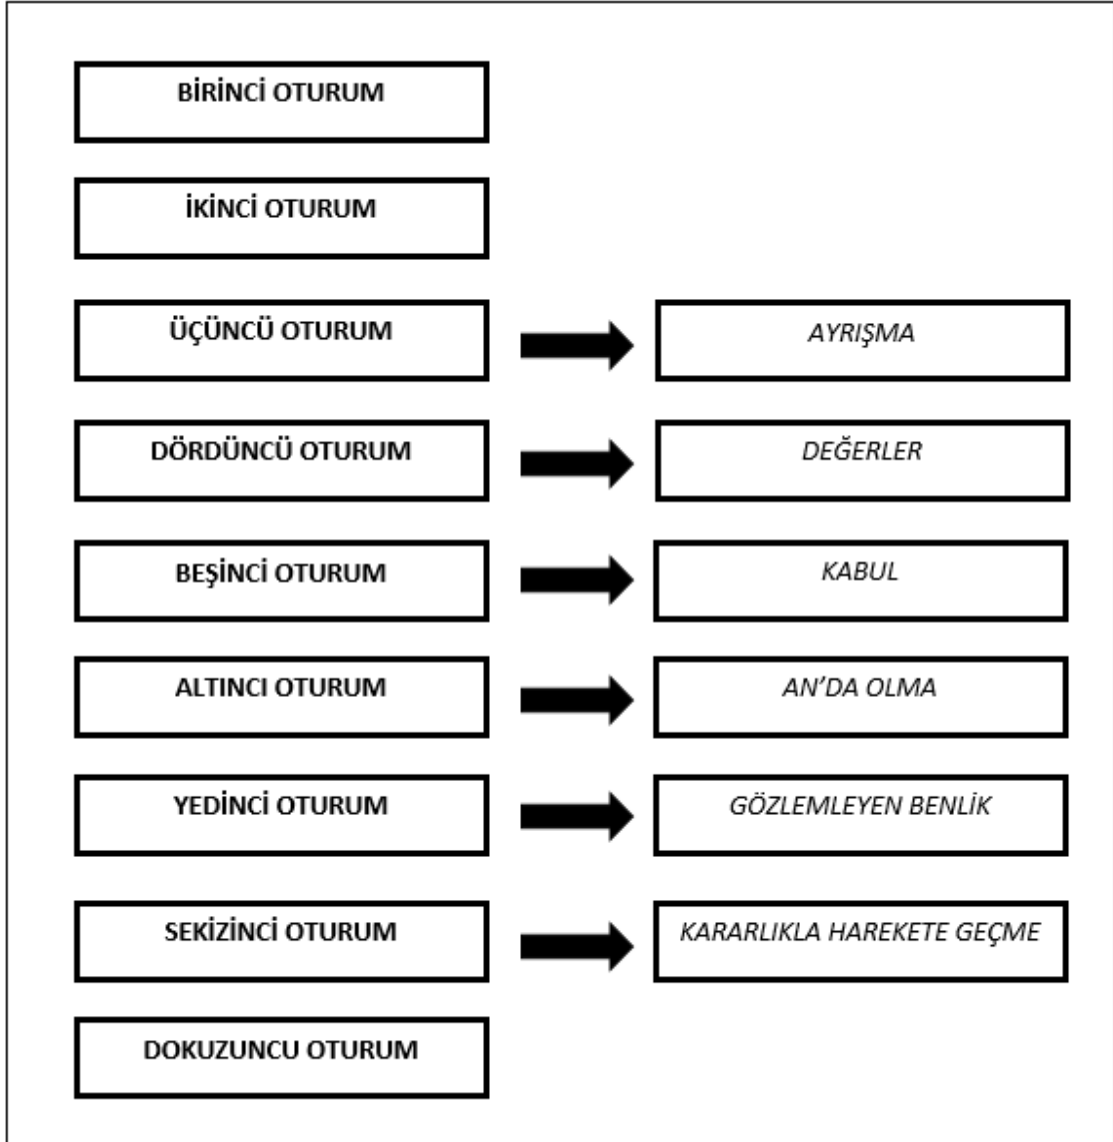 BİRİNCİ OTURUM
İKİNCİ OTURUM
ÜÇÜNCÜ OTURUM
AYRIŞMA
DÖRDÜNCÜ OTURUM
DEĞERLER
BEŞİNCİ OTURUM
KABUL
ALTINCI OTURUM
AN’DA OLMA
YEDİNCİ OTURUM
GÖZLEMLEYEN BENLİK
SEKİZİNCİ OTURUM
KARARLIKLA HAREKETE GEÇME
DOKUZUNCU OTURUM